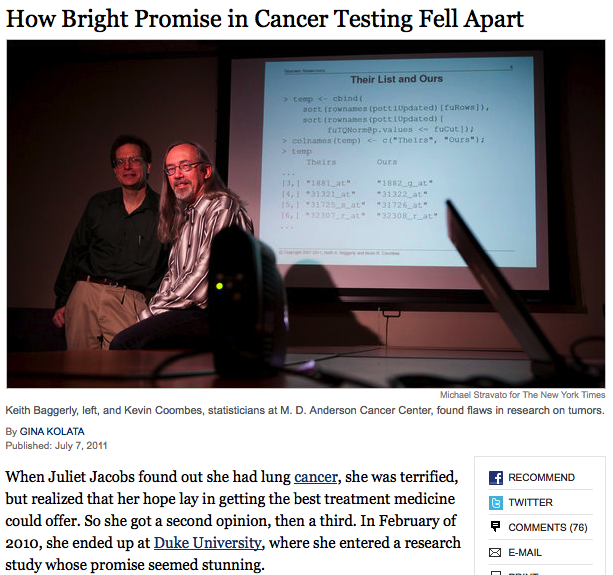 How Bright Promise in Cancer Testing Fell Apart
Their List and Ours
> temp <- cbind(
sort(rownames(pottiUpdated)[fuRows]),
sort(rownames(pottiUpdated)[
fuTQNorm@p.values <= fuCut]);
> colnames(temp) <- c("Theirs", "Ours");
> temp
Theirs Ours
...
[3,] "1881_at" "1882_g_at"
[4,] "31321_at" "31322_at"
[5,] "31725_s_at" "31726_at"
[6,] "32307_r_at" "32308_r_at"
...
Michael Stravato for The New York Times
Keith Baggerly, left, and Kevin Coombes, statisticians at M. D. Anderson Cancer Center, found flaws in research on tumors.
By GINA KOLATA
Published: July 7, 2011
When Juliet Jacobs found out she had lung cancer, she was terrified,
but realized that her hope lay in getting the best treatment medicine
could offer. So she got a second opinion, then a third. In February of
2010, she ended up at Duke University, where she entered a research
study whose promise seemed stunning.
RECOMMEND
TWITTER
COMMENTS (76)
E-MAIL